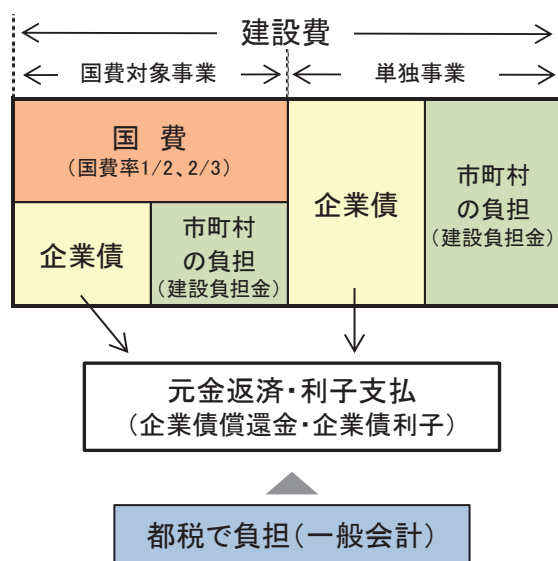 建設費
国費対象事業
単独事業
国 費
(国費率1/2、2/3)
企業債
市町村
の負担
(建設負担金)
企業債
市町村
の負担
(建設負担金)
元金返済・利子支払
(企業債償還金・企業債利子)
都税で負担(一般会計)